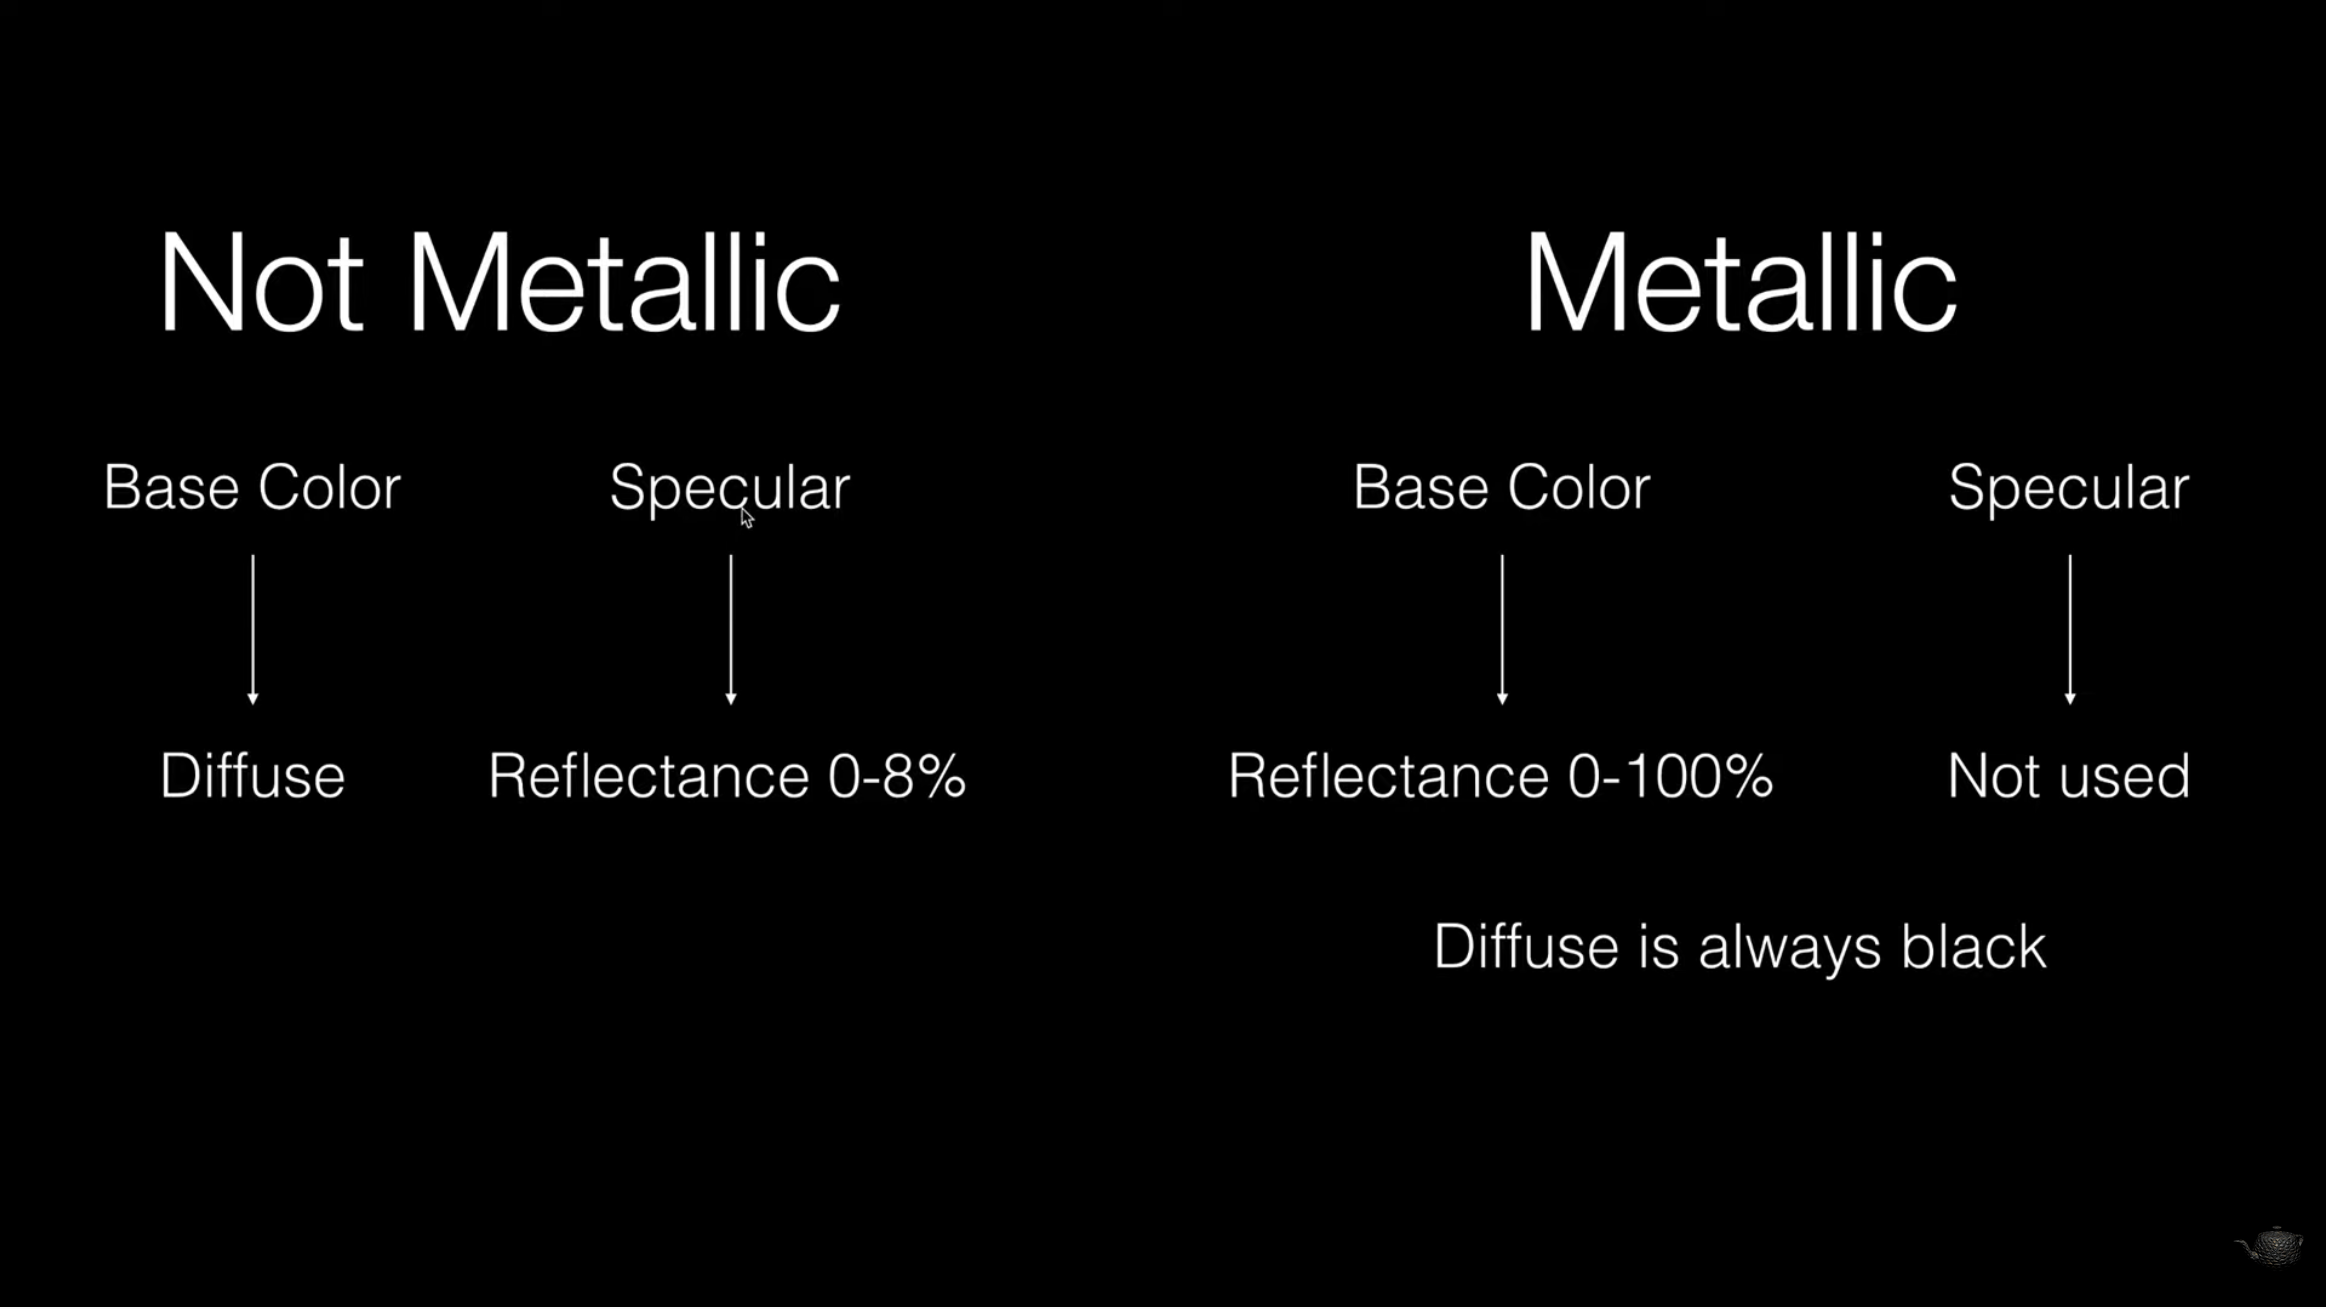 Not Metallic
Base Color
Specular
Diffuse
Reflectance 0-8%
Metallic
Base Color
Specular
Reflectance 0-100%
Not used
Diffuse is always black